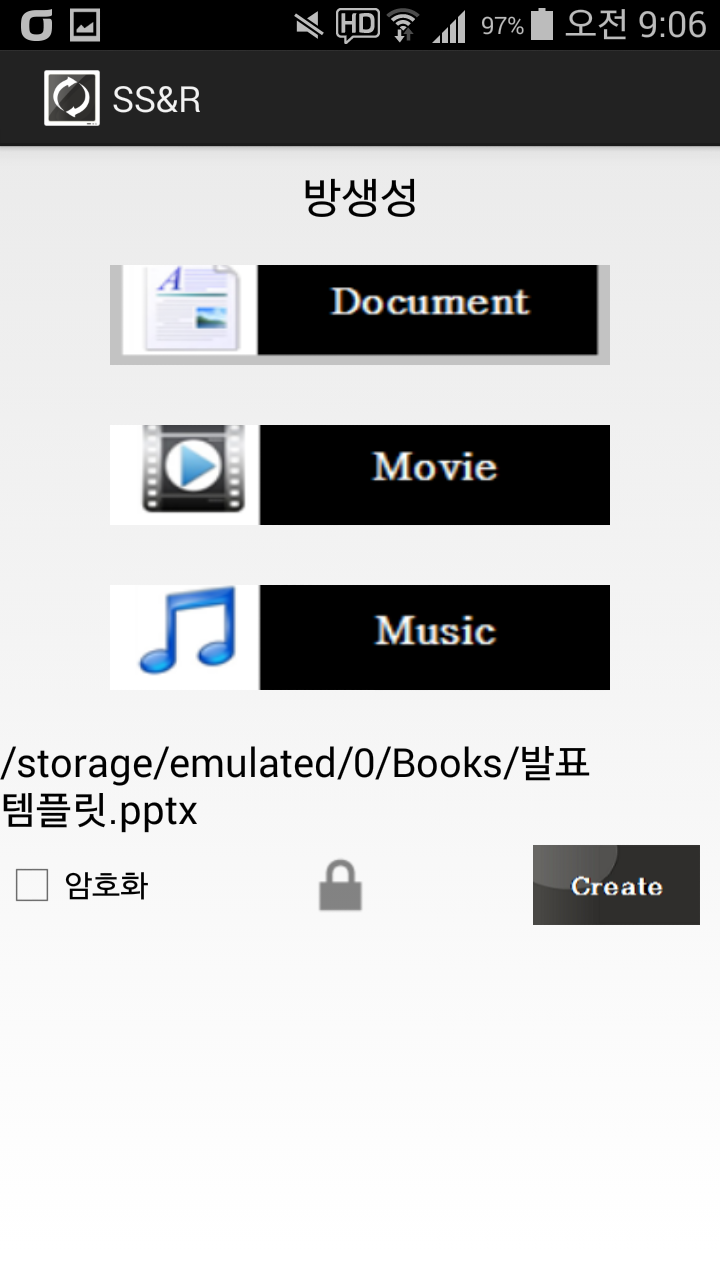 97% 오전 9:06
SS&R
방생성
Document
Movie
Music
/storage/emulated/0/Books/발표
템플릿.pptx
암호화 Create